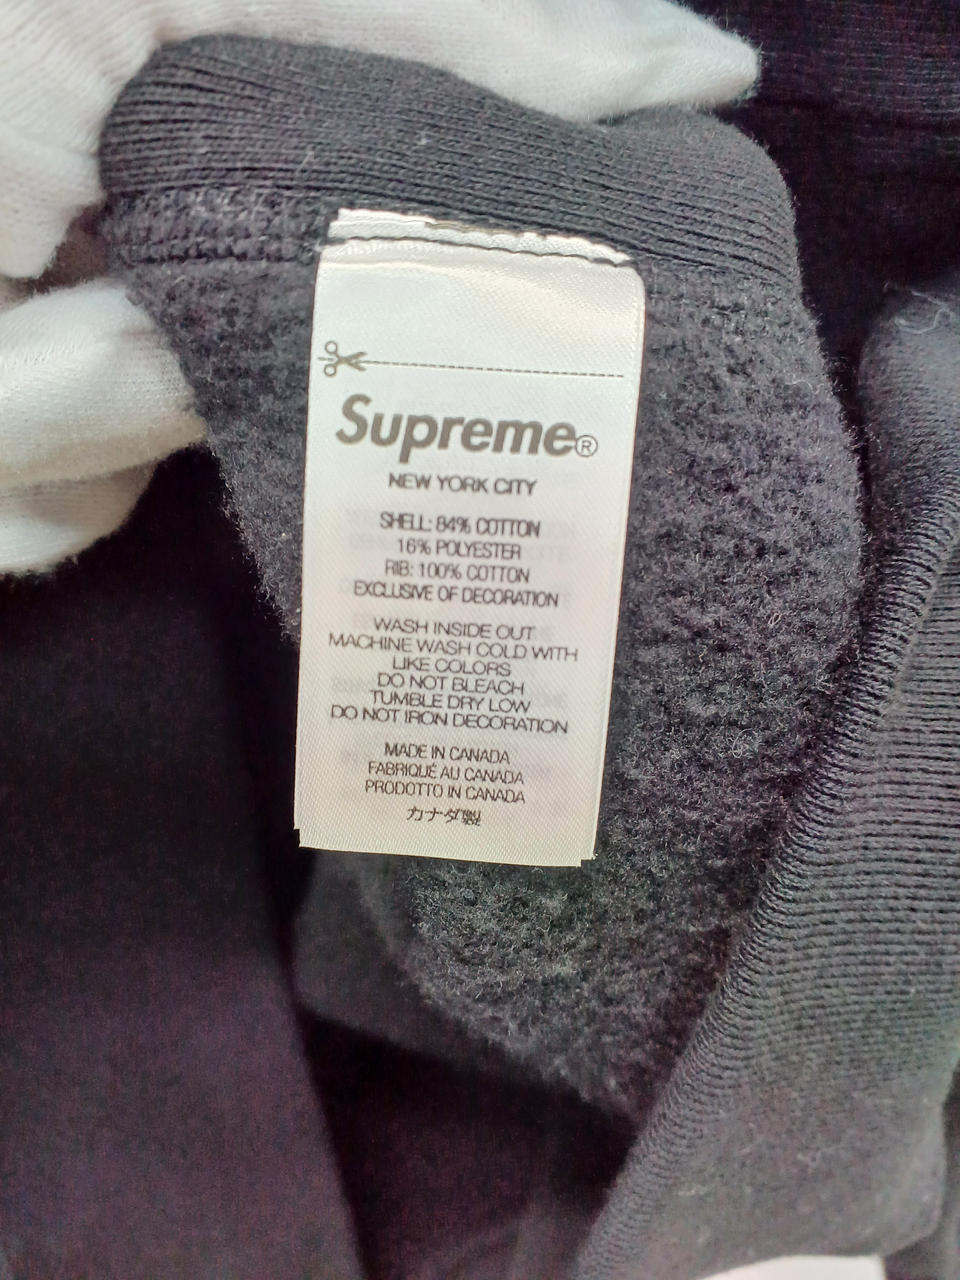 Supreme®
NEW YORK CITY
SHELL: 84% COTTON
16% POLYESTER
RIB: 100% COTTON
EXCLUSIVE OF DECORATION
WASH INSIDE OUT
MACHINE WASH COLD WITH
LIKE COLORS
DO NOT BLEACH
TUMBLE DRY LOW
DO NOT IRON DECORATION
MADE IN CANADA
FABRIQUÉ AU CANADA
PRODOTTO IN CANADA
カナダ製